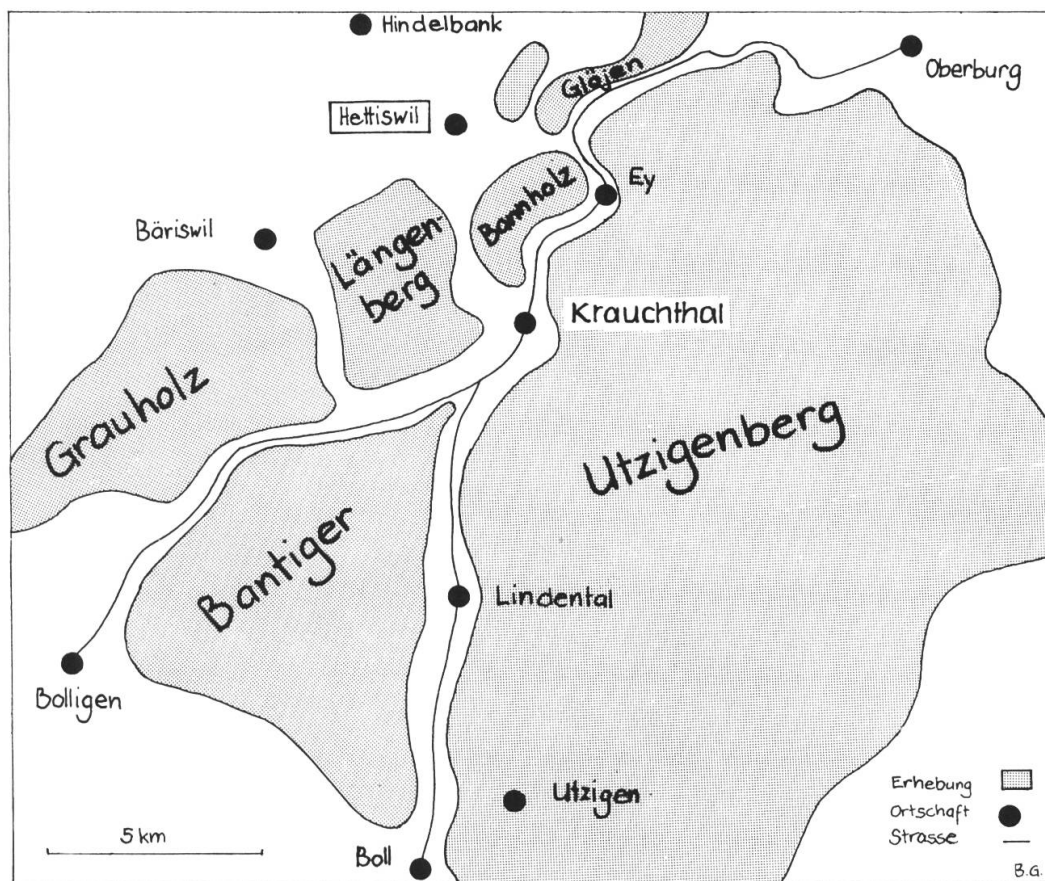 Hindelbank
Oberburg
Gläjen
Hettiswil
Ey
Bannholz
Bäriswil
Längen-
berg
Krauchthal
Grauholz
Utzigenberg
Bantiger
Lindental
Bolligen
Utzigen
Boll
5 km
Erhebung
Ortschaft
Strasse
B.G.